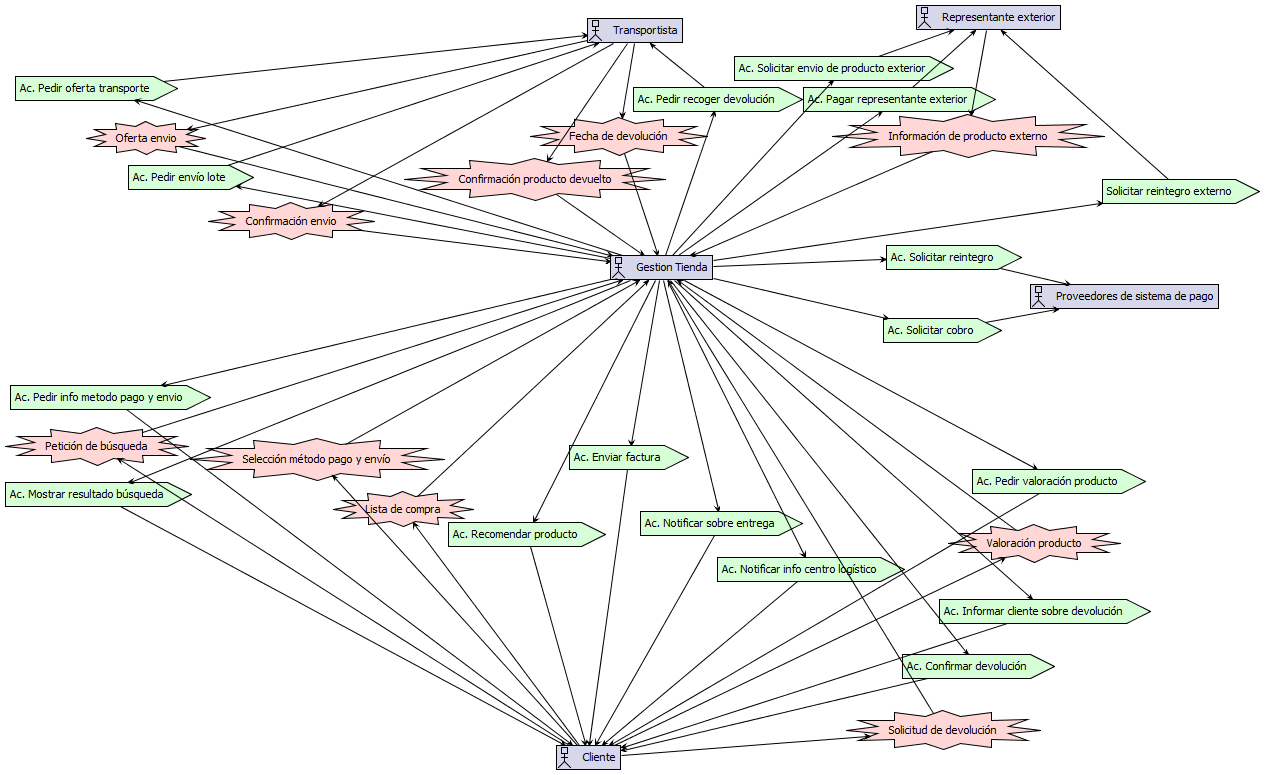 Transportista
Representante exterior
Ac. Solicitar envio de producto exterior
Ac. Pedir oferta transporte
Ac. Pedir recoger devolución
Ac. Pagar representante exterior
Oferta envio
Fecha de devolución
Información de producto externo
Ac. Pedir envío lote
Confirmación producto devuelto
Solicitar reintegro externo
Confirmación envio
Gestion Tienda
Ac. Solicitar reintegro
Proveedores de sistema de pago
Ac. Solicitar cobro
Ac. Pedir info metodo pago y envio
Petición de búsqueda
Selección método pago y envío
Ac. Enviar factura
Ac. Pedir valoración producto
Ac. Mostrar resultado búsqueda
Lista de compra
Ac. Notificar sobre entrega
Ac. Recomendar producto
Valoración producto
Ac. Notificar info centro logístico
Ac. Informar cliente sobre devolución
Ac. Confirmar devolución
Solicitud de devolución
Cliente